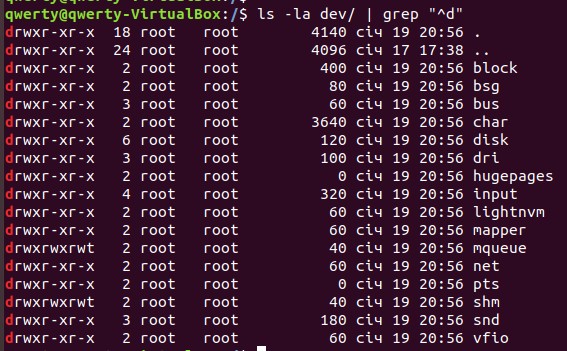 qwerty@qwerty-VirtualBox:/$
qwerty@qwerty-VirtualBox:/$ ls -la dev/ | grep "^d"
drwxr-xr-x  18 root   root        4140 січ 19 20:56 .
drwxr-xr-x  24 root   root        4096 січ 17 17:38 ..
drwxr-xr-x   2 root   root         400 січ 19 20:56 block
drwxr-xr-x   2 root   root          80 січ 19 20:56 bsg
drwxr-xr-x   3 root   root          60 січ 19 20:56 bus
drwxr-xr-x   2 root   root        3640 січ 19 20:56 char
drwxr-xr-x   6 root   root         120 січ 19 20:56 disk
drwxr-xr-x   3 root   root         100 січ 19 20:56 dri
drwxr-xr-x   2 root   root           0 січ 19 20:56 hugepages
drwxr-xr-x   4 root   root         320 січ 19 20:56 input
drwxr-xr-x   2 root   root          60 січ 19 20:56 lightnvm
drwxr-xr-x   2 root   root          60 січ 19 20:56 mapper
drwxrwxrwt   2 root   root          40 січ 19 20:56 mqueue
drwxr-xr-x   2 root   root          60 січ 19 20:56 net
drwxr-xr-x   2 root   root           0 січ 19 20:56 pts
drwxrwxrwt   2 root   root          40 січ 19 20:56 shm
drwxr-xr-x   3 root   root         180 січ 19 20:56 snd
drwxr-xr-x   2 root   root          60 січ 19 20:56 vfio